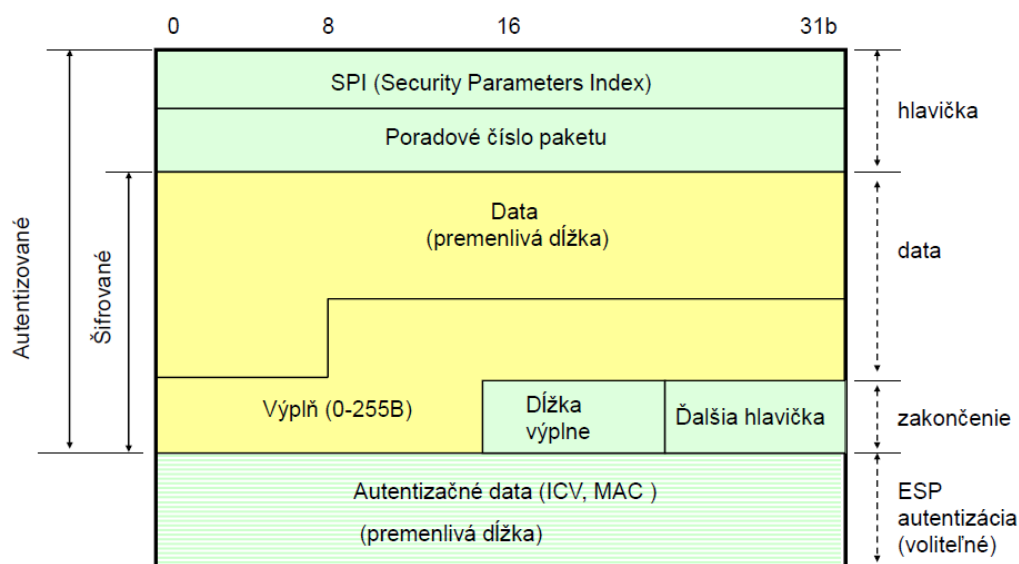 0 8 16 31b
SPI (Security Parameters Index)
hlavička
Poradové číslo paketu
Autentizované
Šifrované
Data
(premenlivá dĺžka)
data
Výplň (0-255B)
Dĺžka
výplne
Ďalšia hlavička
zakončenie
Autentizačné data (ICV, MAC )
(premenlivá dĺžka)
ESP
autentizácia
(voliteľné)